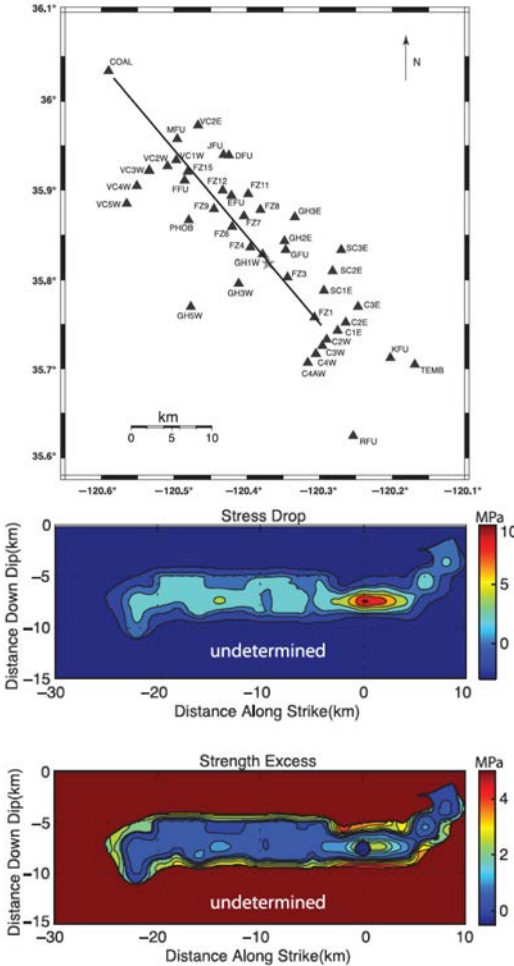 36.1°
N
COAL
36°
VC2E
MFU
JFU
DFU
VC2W
VC1W
VC3W
FZ15
FZ12
FZ11
VC4W
FFU
EFU
FZ9
FZ8
VC5W
GH3E
PHOB
FZ7
FZ6
GH2E
FZ4
GFU
SC3E
GH1W
SC2E
FZ3
GH3W
SC1E
GH5W
FZ1
C3E
C2E
C1E
C2W
C3W
C4W
C4AW
KFU
TEMB
RFU
35.9°
35.8°
35.7°
35.6°
km
0 5 10
−120.6° −120.5° −120.4° −120.3° −120.2° −120.1°
Stress Drop
MPa
Distance Down Dip(km)
0
−5
−10
−15
undetermined
−30 −20 −10 0 10
Distance Along Strike(km)
10
5
0
Strength Excess
MPa
Distance Down Dip(km)
0
−5
−10
−15
undetermined
−30 −20 −10 0 10
Distance Along Strike(km)
4
2
0